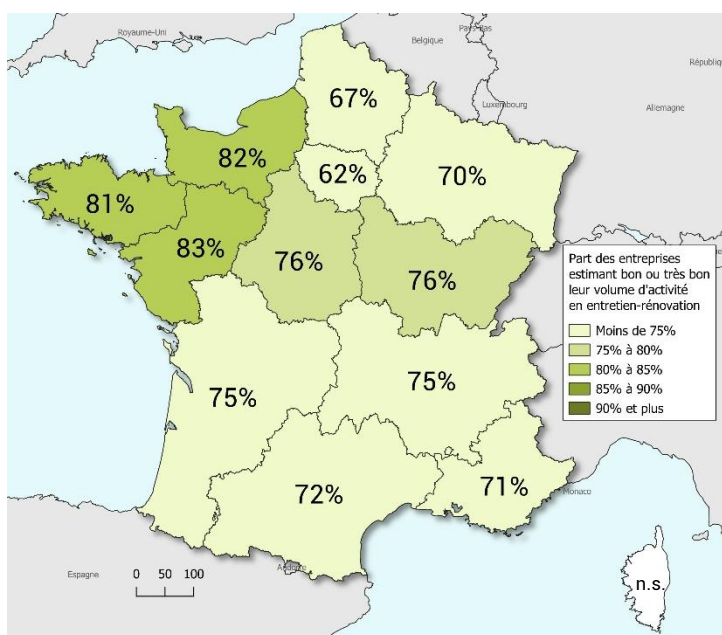 Royaume-Uni
Belgique
Pays-Bas
Républiqu
Luxembourg
Allemagne
67%
82%
62%
70%
81%
83%
76%
76%
Part des entreprises
estimant bon ou très bon
leur volume d'activité
en entretien-rénovation
Moins de 75%
75% à 80%
80% à 85%
85% à 90%
90% et plus
75%
75%
72%
71%
Monaco
Espagne
0 50 100
Andorre
n.s.